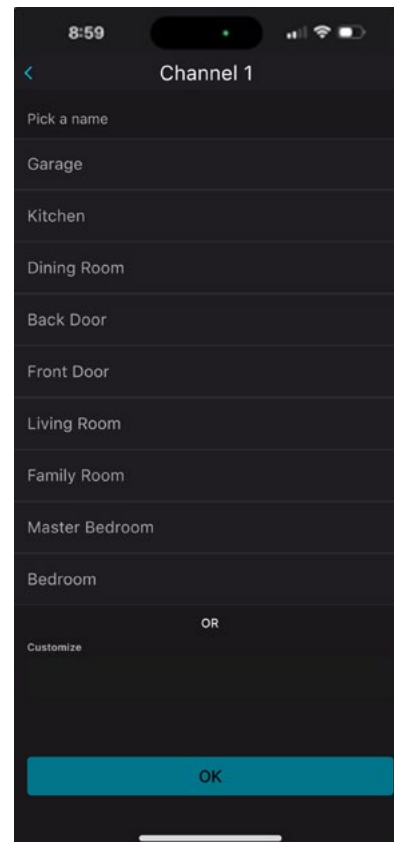 8:59
Channel 1
Pick a name
Garage
Kitchen
Dining Room
Back Door
Front Door
Living Room
Family Room
Master Bedroom
Bedroom
OR
Customize
OK